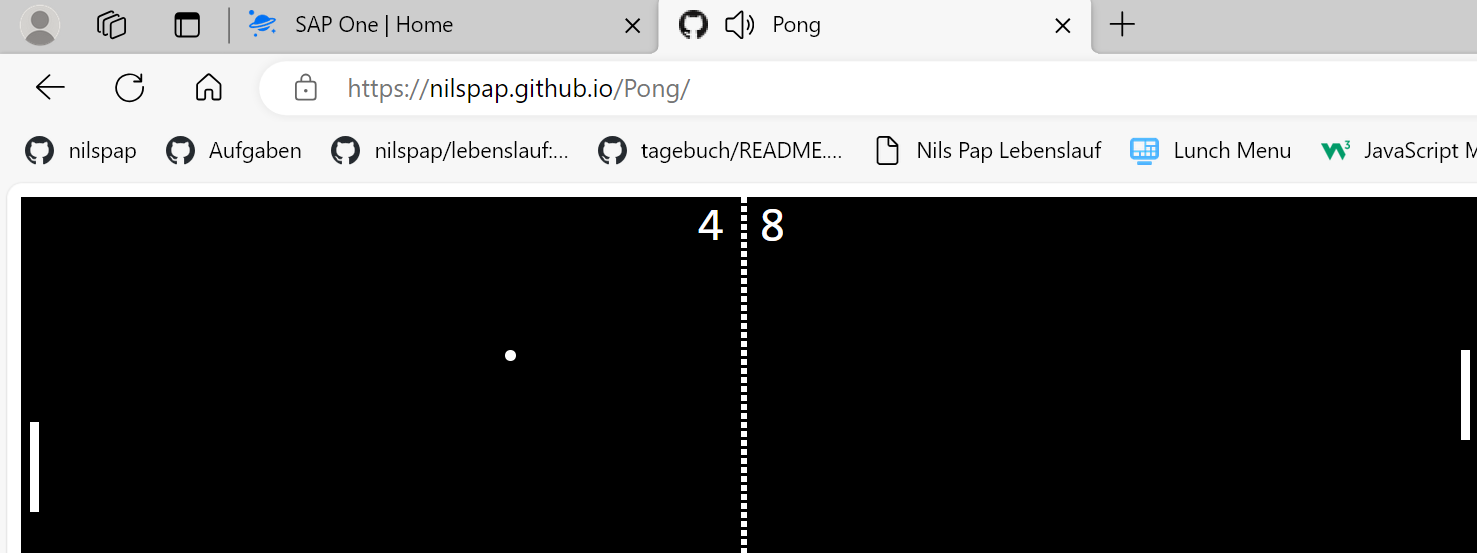 SAP One | Home Pong
https://nilspap.github.io/Pong/
nilspap Aufgaben nilspap/lebenslauf:... tagebuch/README.... Nils Pap Lebenslauf Lunch Menu JavaScript M
4 8